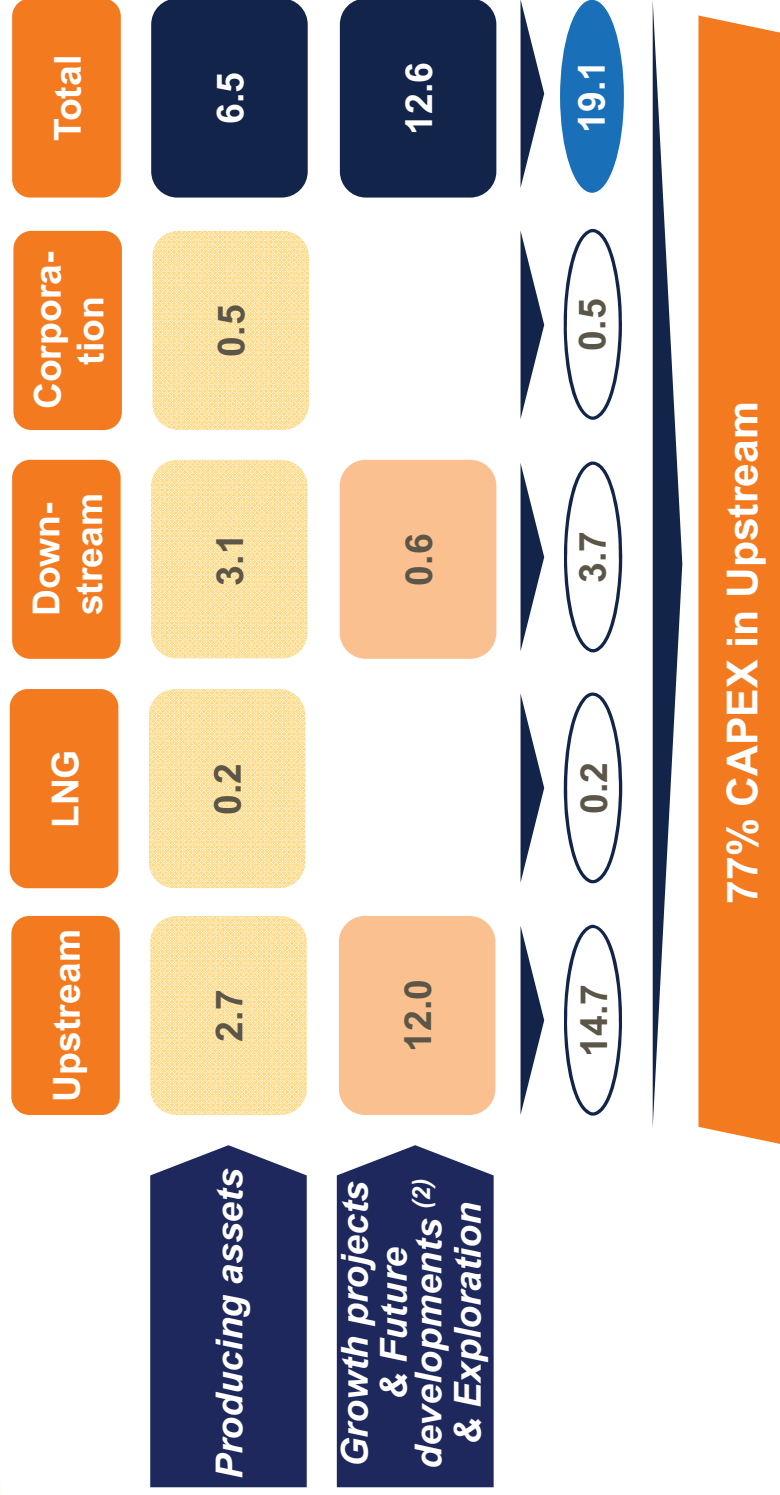 Upstream
LNG
Down-
stream
Corpora-
tion
Total
Producing assets
2.7
0.2
3.1
0.5
6.5
Growth projects
& Future
developments (2)
& Exploration
12.0
0.6
12.6
14.7
0.2
3.7
0.5
19.1
77% CAPEX in Upstream